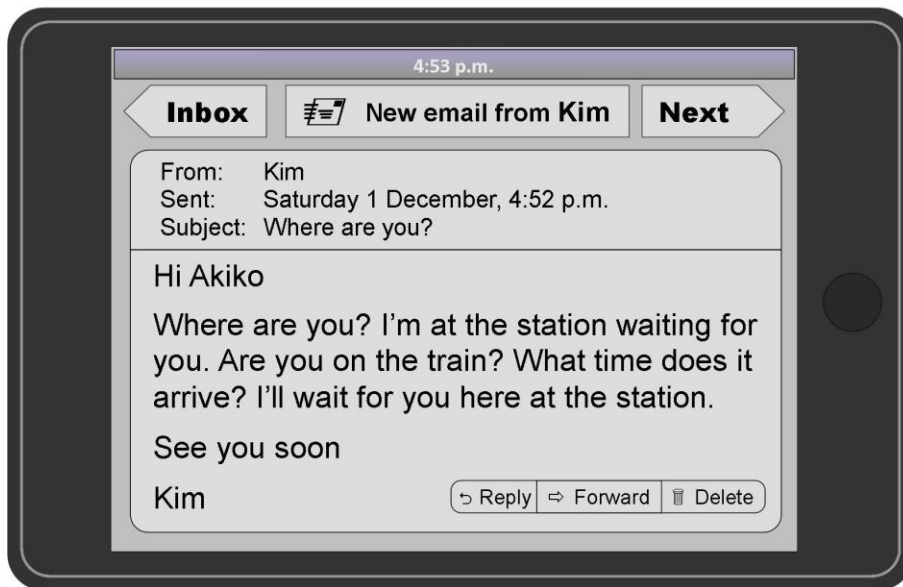 4:53 p.m.
Inbox
New email from Kim
Next
From: Kim
Sent: Saturday 1 December, 4:52 p.m.
Subject: Where are you?
Hi Akiko
Where are you? I'm at the station waiting for
you. Are you on the train? What time does it
arrive? I'll wait for you here at the station.
See you soon
Kim
Reply
Forward
Delete